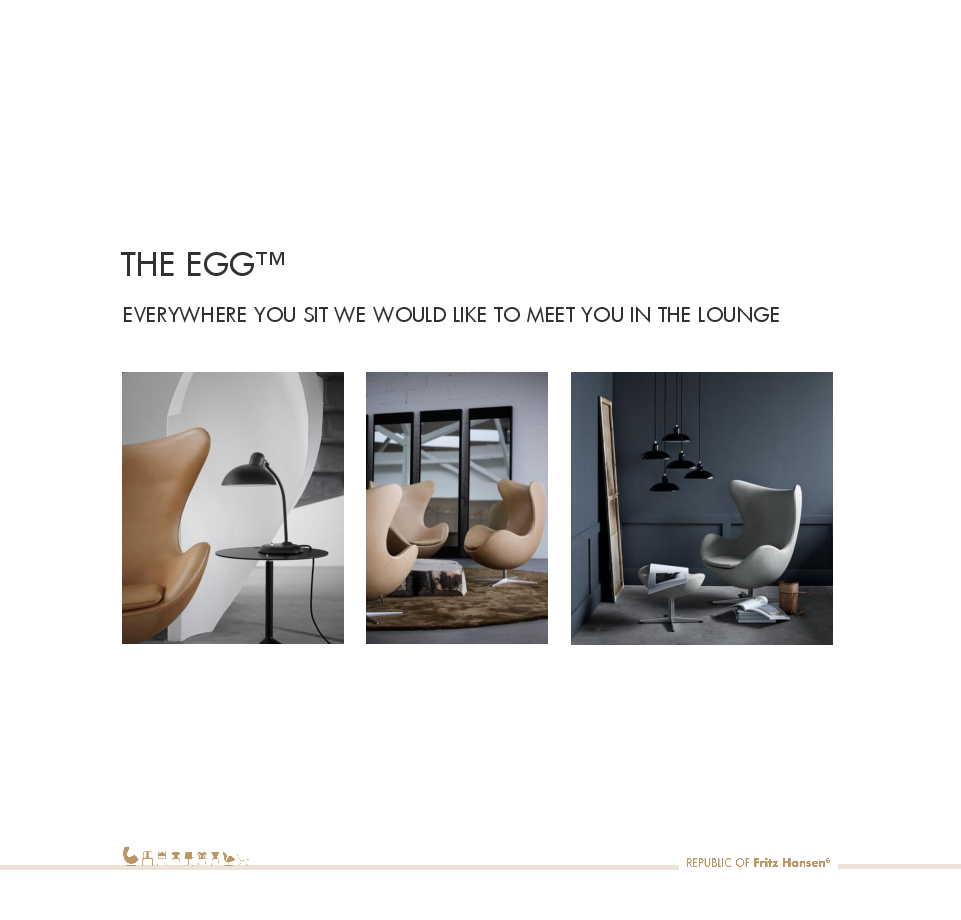 THE EGG™
EVERYWHERE YOU SIT WE WOULD LIKE TO MEET YOU IN THE LOUNGE
REPUBLIC OF Fritz Hansen®